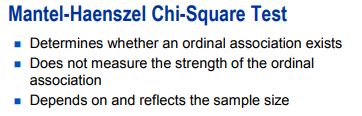 Mantel-Haenszel Chi-Square Test
■ Determines whether an ordinal association exists
■ Does not measure the strength of the ordinal
association
■ Depends on and reflects the sample size